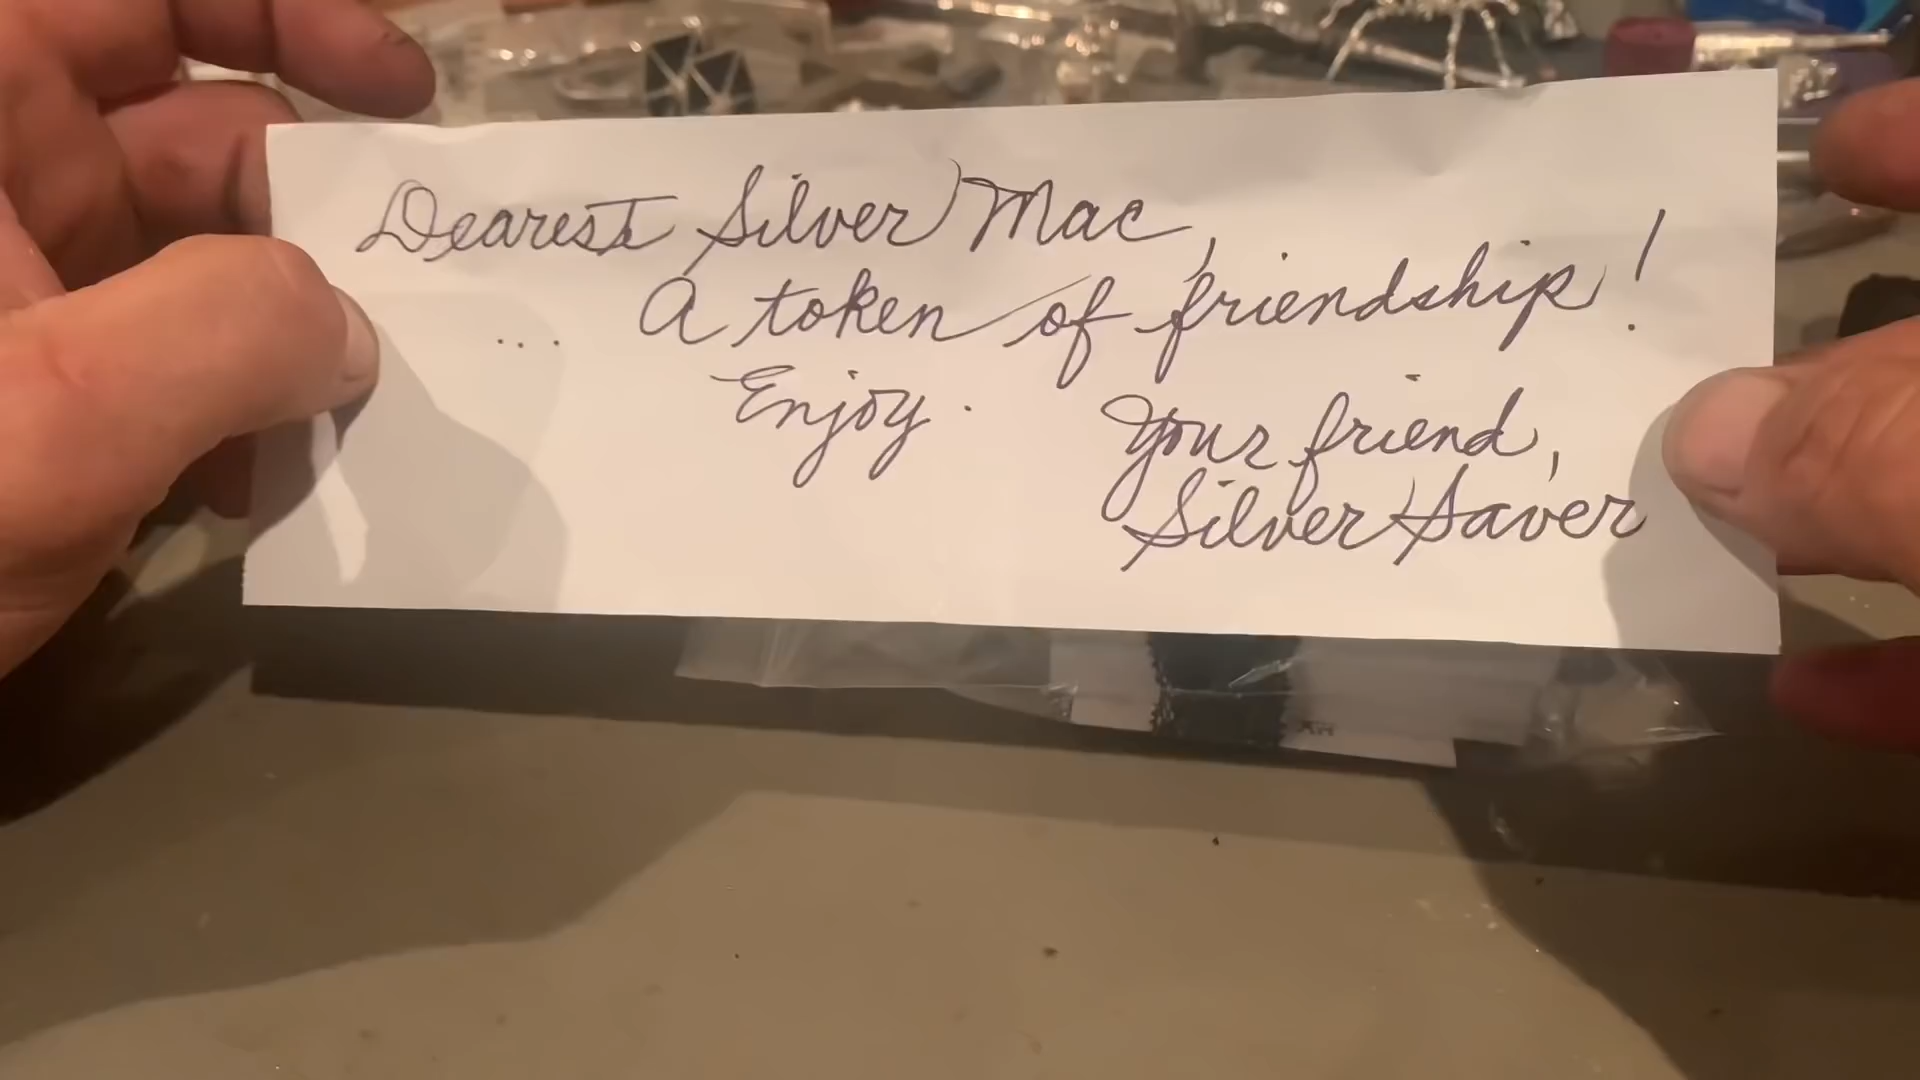 Dearest Silver Mac,
... A token of friendship!
Enjoy.
Your friend,
Silver Saver